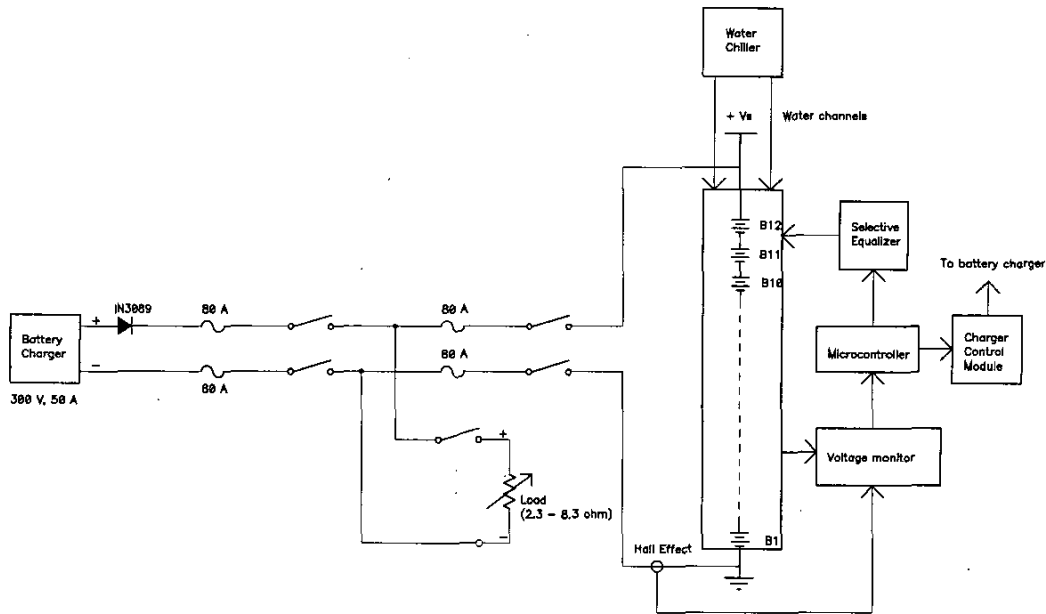 Water
Chiller
+ Vs
Water channels
B12
B11
B10
Selective
Equalizer
To battery charger
1N3089
80 A
80 A
+
Battery
Charger
-
80 A
80 A
300 V, 50 A
Microcontroller
Charger
Control
Module
+
Load
(2.3 - 8.3 ohm)
-
Voltage monitor
B1
Hall Effect